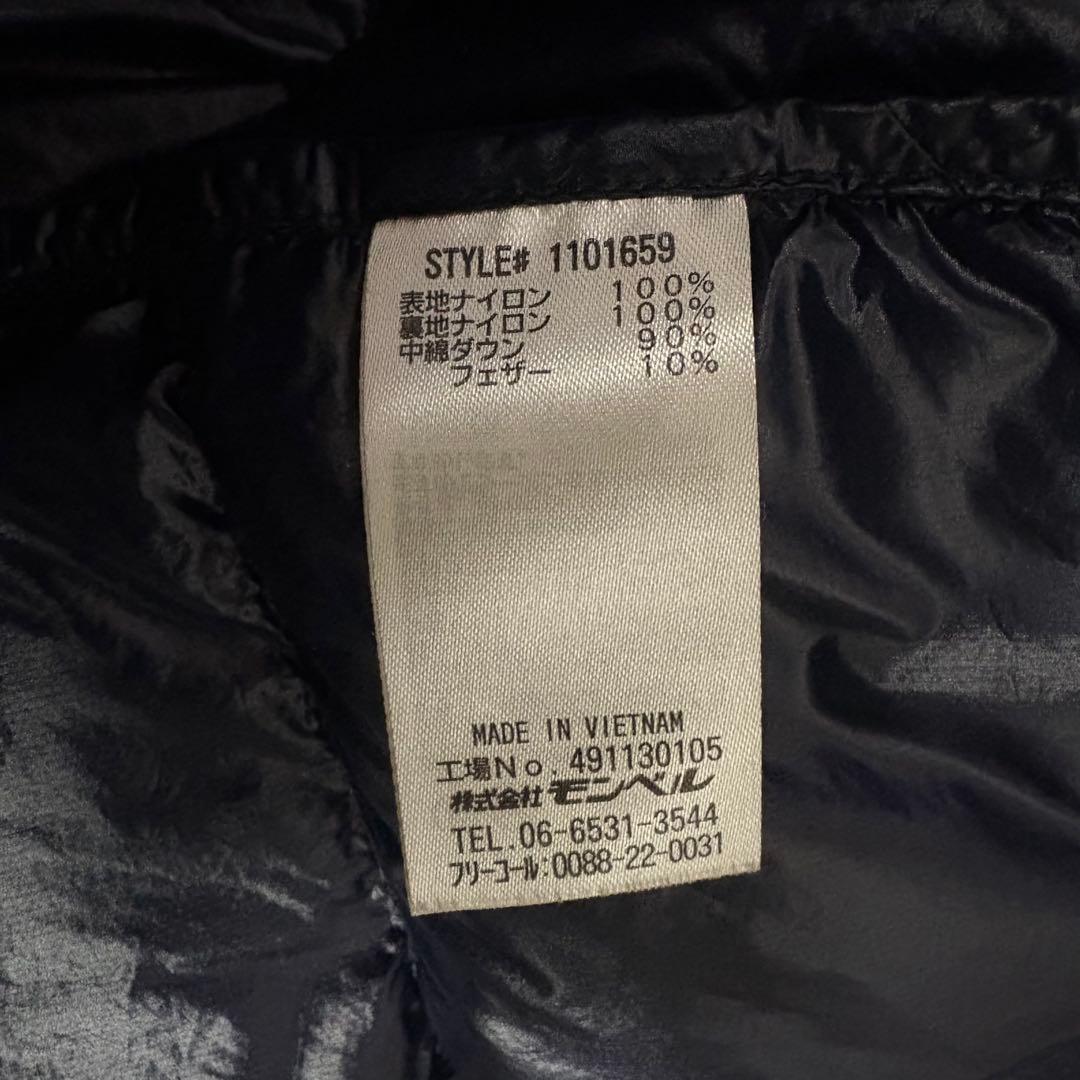 STYLE# 1101659
表地ナイロン 100%
裏地ナイロン 100%
中綿ダウン 90%
フェザー 10%
MADE IN VIETNAM
工場No. 491130105
株式会社モンベル
TEL.06-6531-3544
フリーコール:0088-22-0031